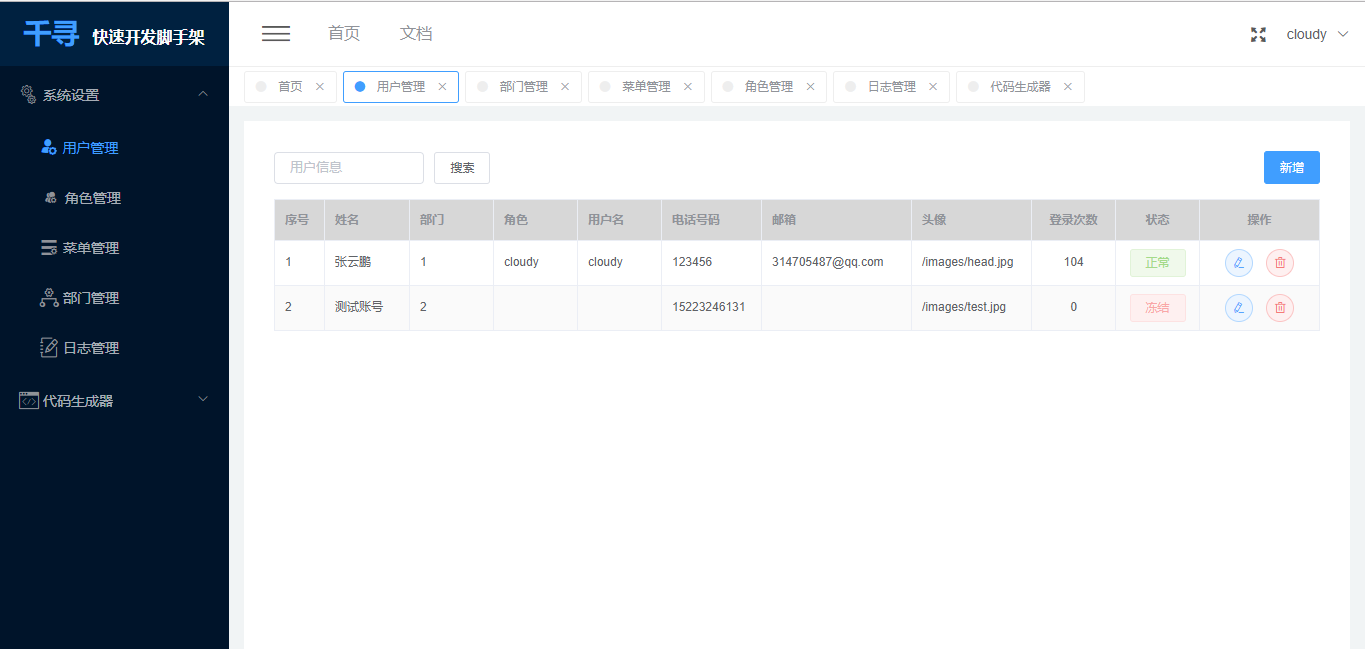 千寻 快速开发脚手架
首页 文档
cloudy
系统设置
用户管理
角色管理
菜单管理
部门管理
日志管理
代码生成器
首页 用户管理 部门管理 菜单管理 角色管理 日志管理 代码生成器
用户信息 搜索 新增
序号 姓名 部门 角色 用户名 电话号码 邮箱 头像 登录次数 状态 操作
1 张云鹏 1 cloudy cloudy 123456 314705487@qq.com /images/head.jpg 104 正常
2 测试账号 2 15223246131 /images/test.jpg 0 冻结